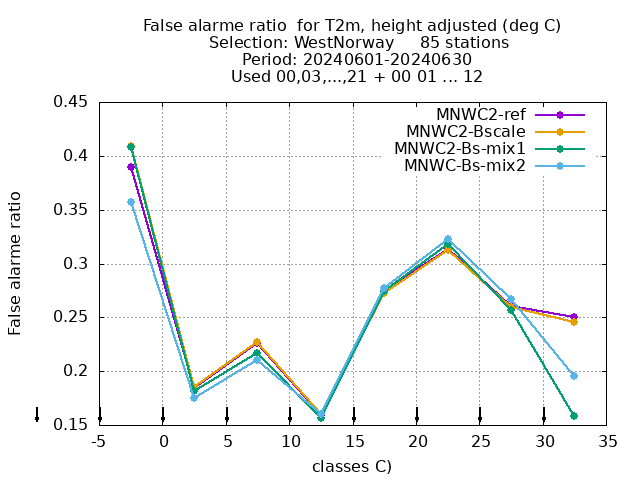 False alarme ratio  for T2m, height adjusted (deg C)
Selection: WestNorway     85 stations
Period: 20240601-20240630
Used 00,03,...,21 + 00 01 ... 12
MNWC2-ref
MNWC2-Bscale
MNWC2-Bs-mix1
MNWC-Bs-mix2
False alarme ratio
0.45
0.4
0.35
0.3
0.25
0.2
0.15
-5 0 5 10 15 20 25 30 35
classes C)